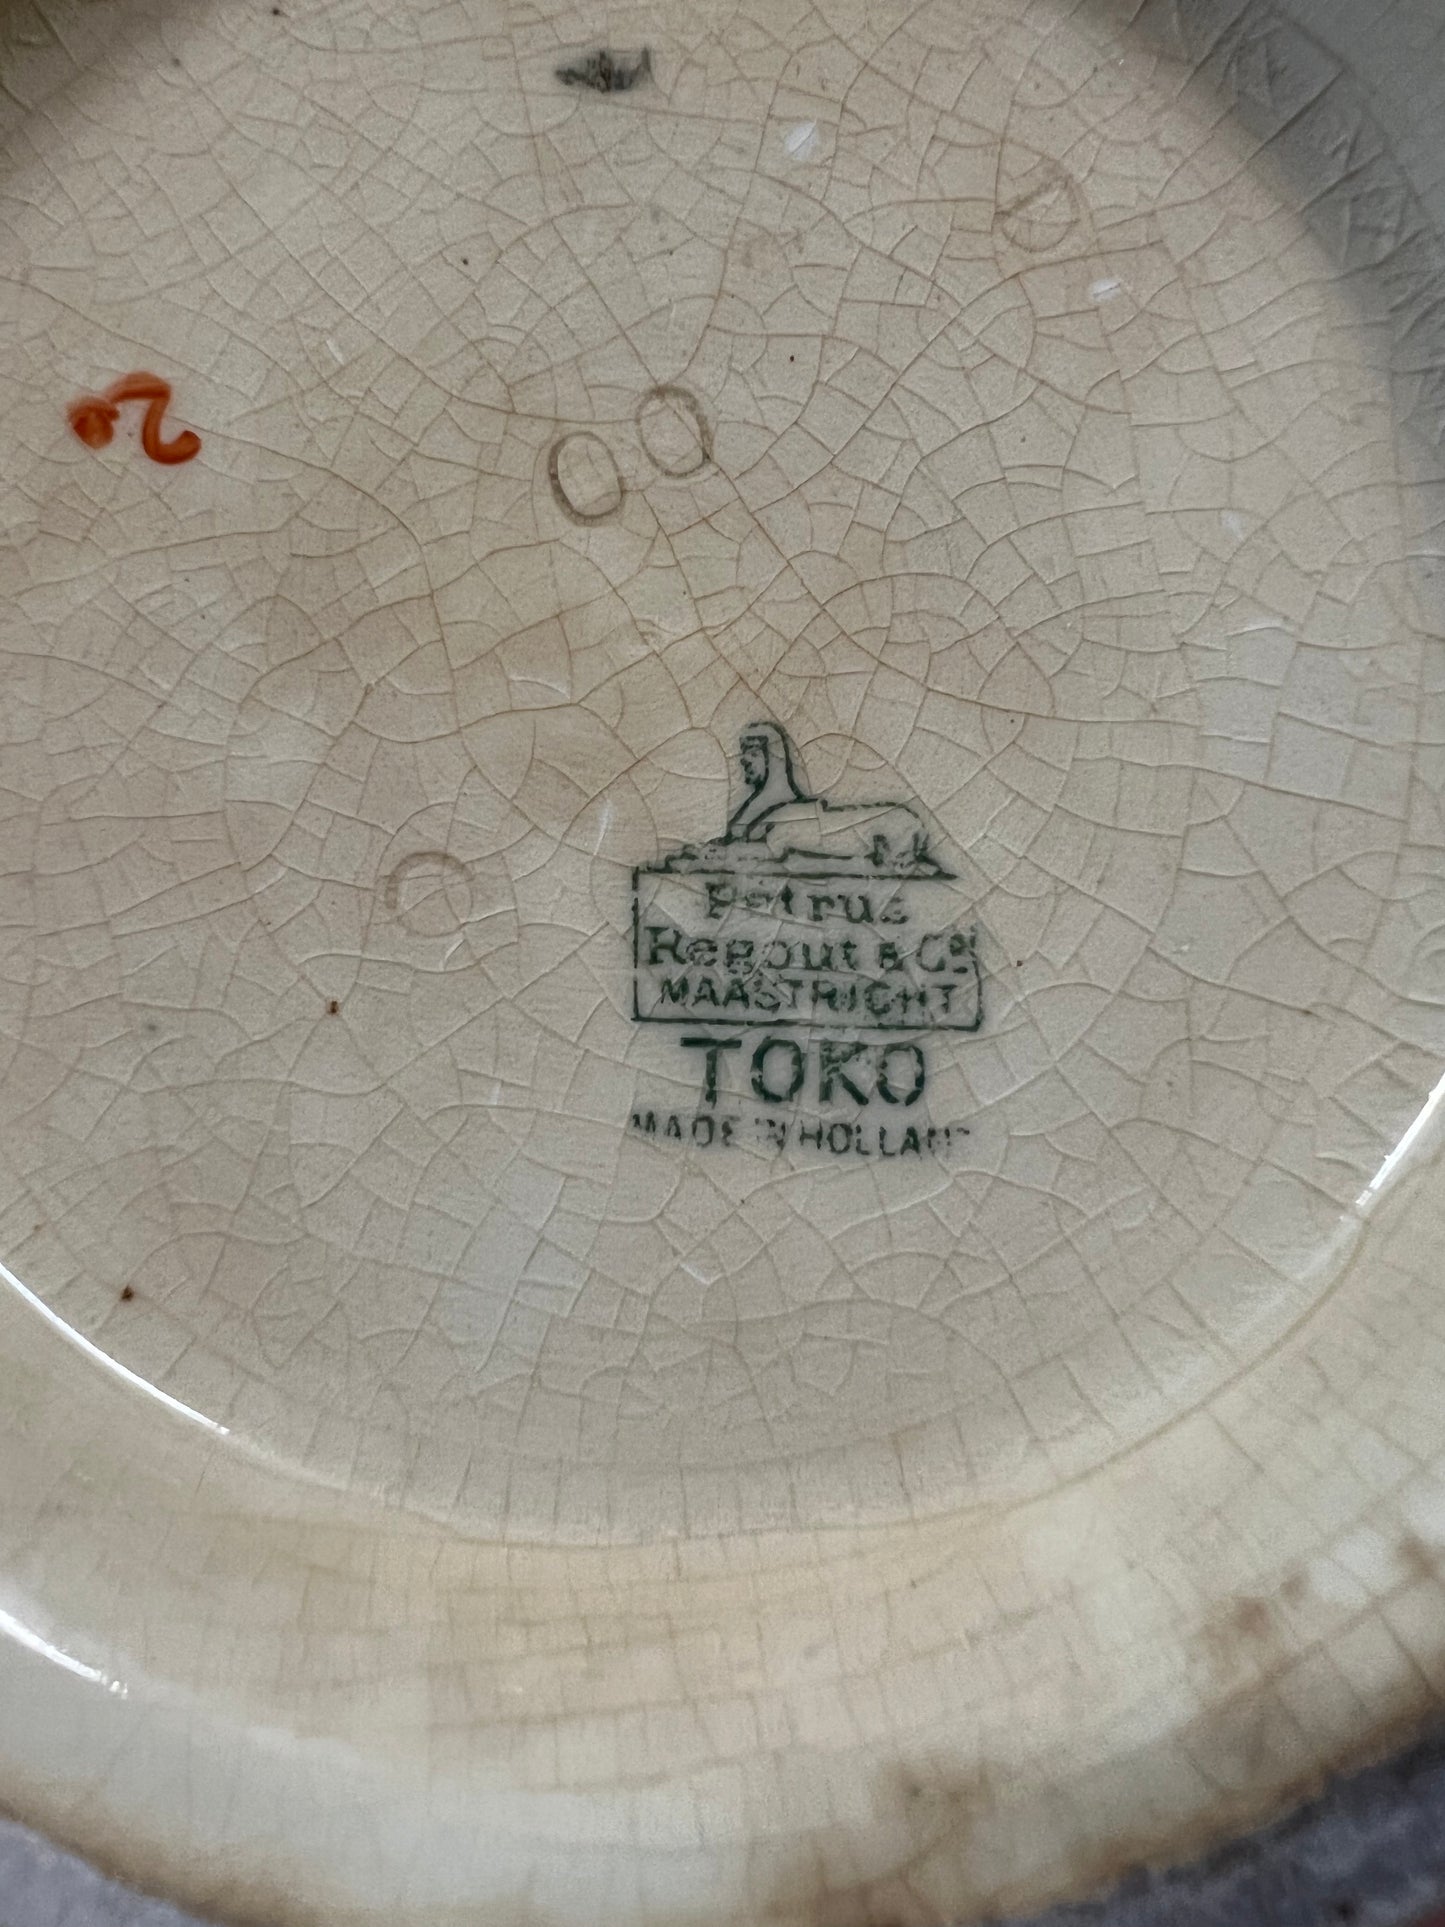 Petrus
Regout & Co.
MAASTRICHT
TOKO
MADE IN HOLLAND